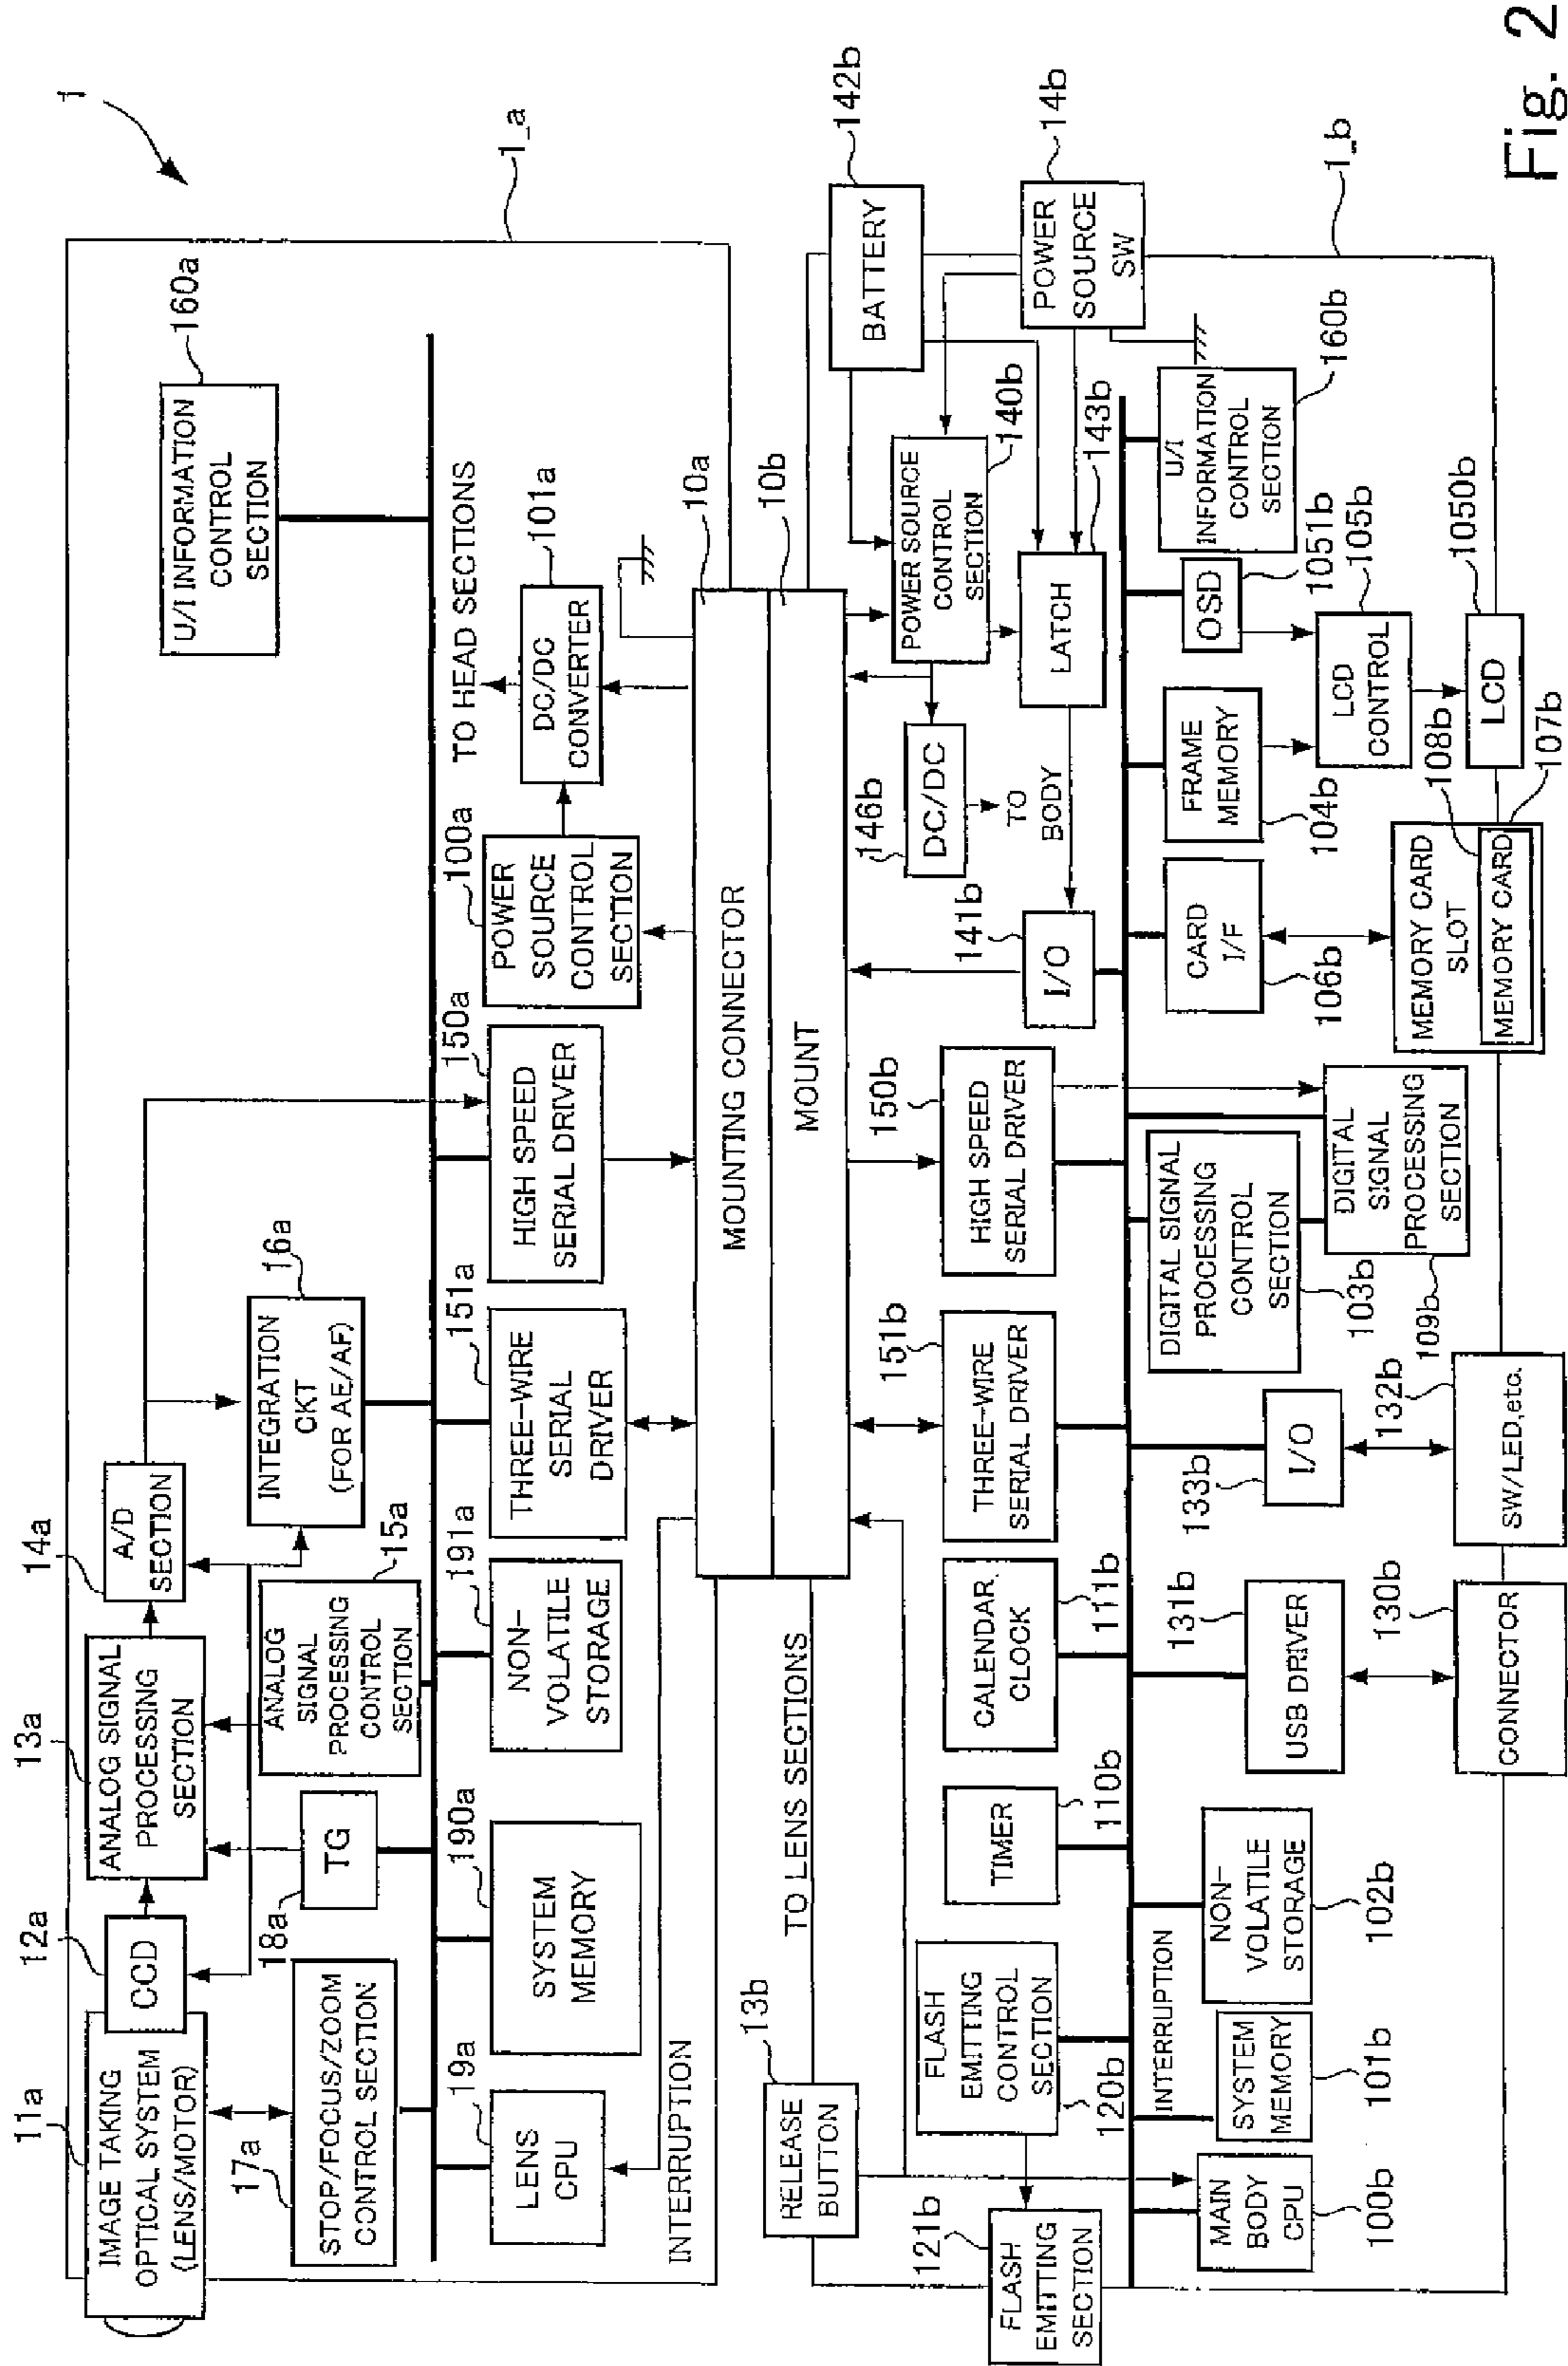 1
1_a
11a
IMAGE TAKING
OPTICAL SYSTEM
(LENS/MOTOR)
12a
CCD
13a
ANALOG SIGNAL
PROCESSING
SECTION
14a
A/D
SECTION
16a
INTEGRATION
CKT
(FOR AE/AF)
160a
U/I INFORMATION
CONTROL
SECTION
17a
STOP/FOCUS/ZOOM
CONTROL SECTION
18a
TG
15a
ANALOG
SIGNAL
PROCESSING
CONTROL
SECTION
19a
LENS
CPU
190a
SYSTEM
MEMORY
191a
NON-
VOLATILE
STORAGE
151a
THREE-WIRE
SERIAL
DRIVER
150a
HIGH SPEED
SERIAL DRIVER
100a
POWER
SOURCE
CONTROL
SECTION
TO HEAD SECTIONS
101a
DC/DC
CONVERTER
INTERRUPTION
MOUNTING CONNECTOR
10a
MOUNT
10b
TO LENS SECTIONS
13b
RELEASE
BUTTON
142b
BATTERY
14b
POWER
SOURCE
SW
1_b
140b
POWER SOURCE
CONTROL
SECTION
143b
LATCH
146b
DC/DC
TO
BODY
141b
I/O
150b
HIGH SPEED
SERIAL DRIVER
151b
THREE-WIRE
SERIAL DRIVER
111b
CALENDAR
CLOCK
110b
TIMER
120b
FLASH
EMITTING
CONTROL
SECTION
121b
FLASH
EMITTING
SECTION
INTERRUPTION
100b
MAIN
BODY
CPU
101b
SYSTEM
MEMORY
102b
NON-
VOLATILE
STORAGE
131b
USB DRIVER
130b
CONNECTOR
133b
I/O
132b
SW/LED,etc.
103b
DIGITAL SIGNAL
PROCESSING
CONTROL
SECTION
109b
DIGITAL
SIGNAL
PROCESSING
SECTION
106b
CARD
I/F
MEMORY CARD
SLOT
MEMORY CARD
108b
107b
104b
FRAME
MEMORY
1051b
OSD
105b
LCD
CONTROL
1050b
LCD
160b
U/I
INFORMATION
CONTROL
SECTION
Fig. 2